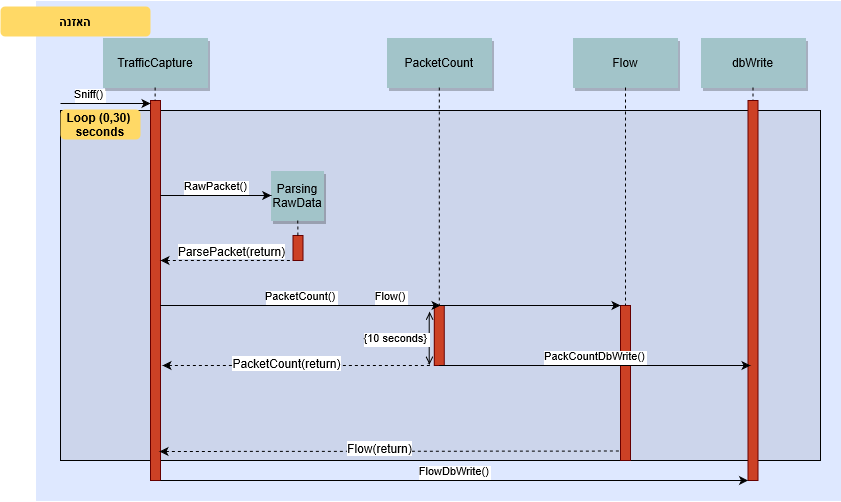 האזנה
TrafficCapture
PacketCount
Flow
dbWrite
Sniff()
Loop (0,30)
seconds
RawPacket()
Parsing
RawData
ParsePacket(return)
PacketCount()
Flow()
{10 seconds}
PackCountDbWrite()
PacketCount(return)
Flow(return)
FlowDbWrite()